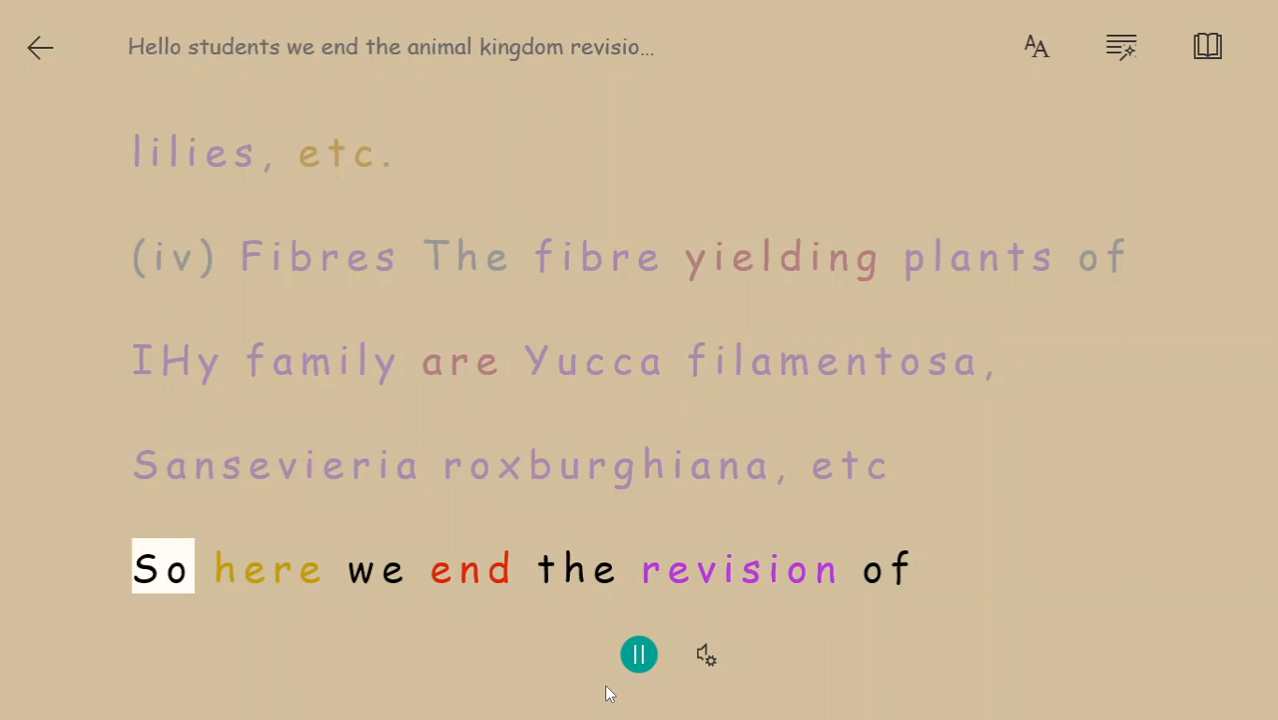 Hello students we end the animal kingdom revisio...
lilies, etc.
(iv) Fibres The fibre yielding plants of
IHy family are Yucca filamentosa,
Sansevieria roxburghiana, etc
So here we end the revision of